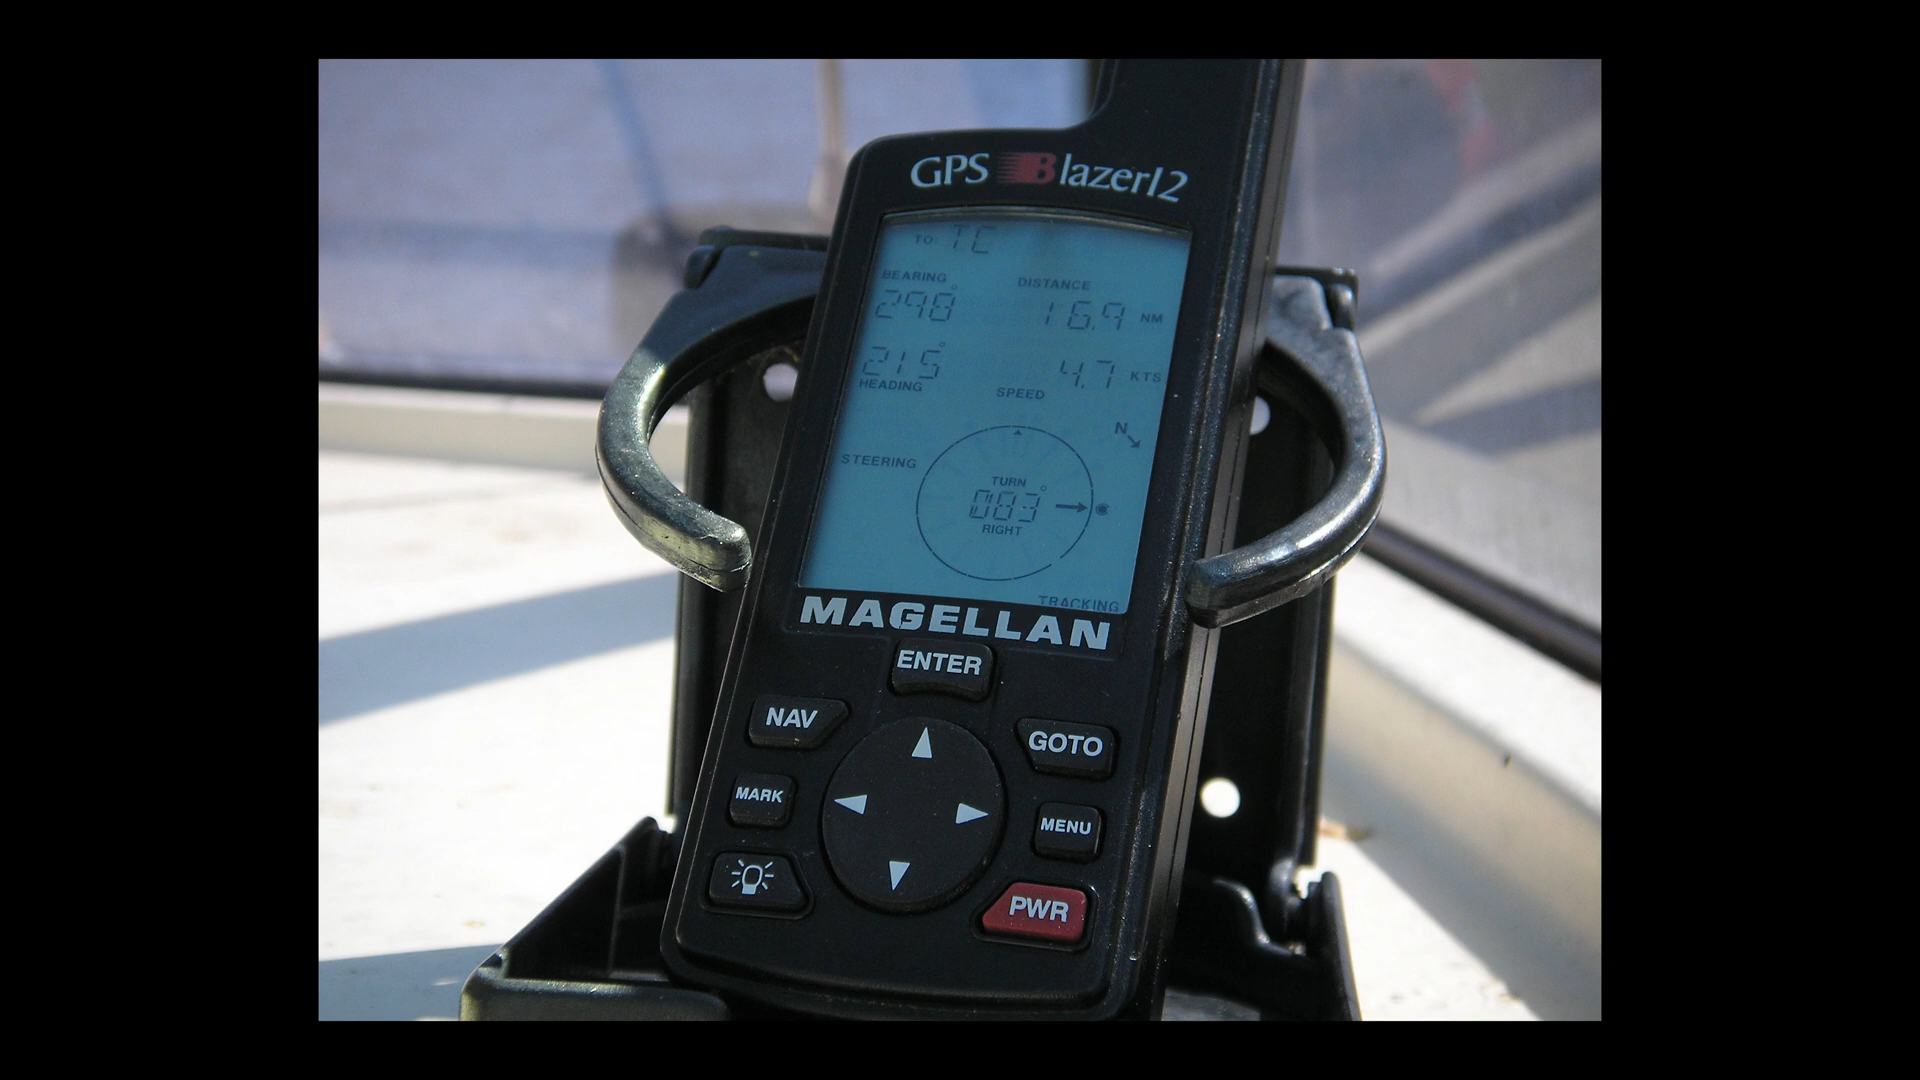 GPS Blazer12
TO: TC
BEARING DISTANCE
298° 16.9 NM
215° 4.7 KTS
HEADING SPEED
N
STEERING
TURN
083°
RIGHT
TRACKING
MAGELLAN
ENTER
NAV
GOTO
MARK
MENU
PWR